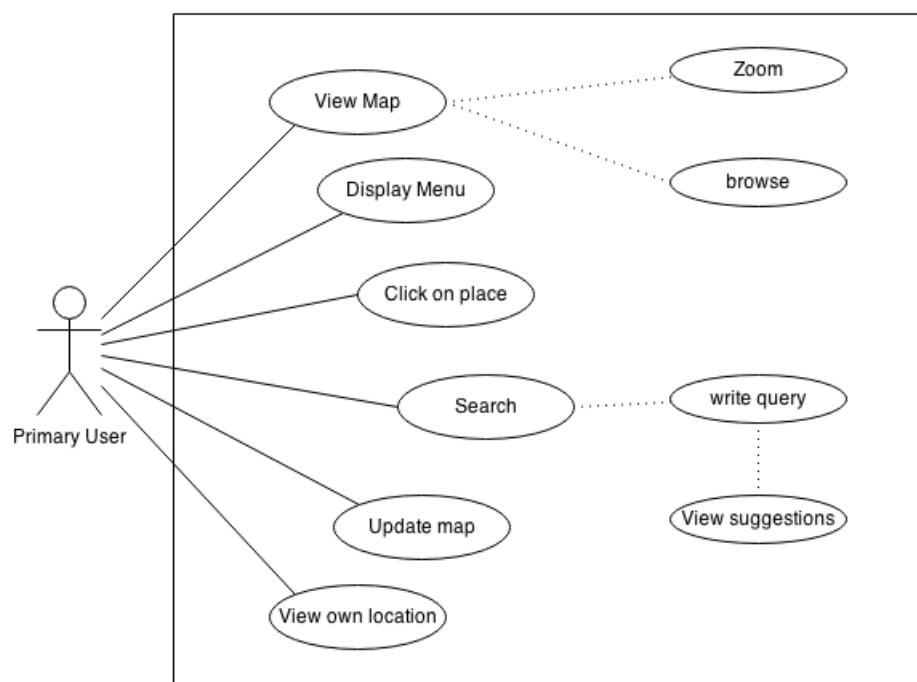 Zoom
View Map
browse
Display Menu
Click on place
write query
Search
Primary User
View suggestions
Update map
View own location